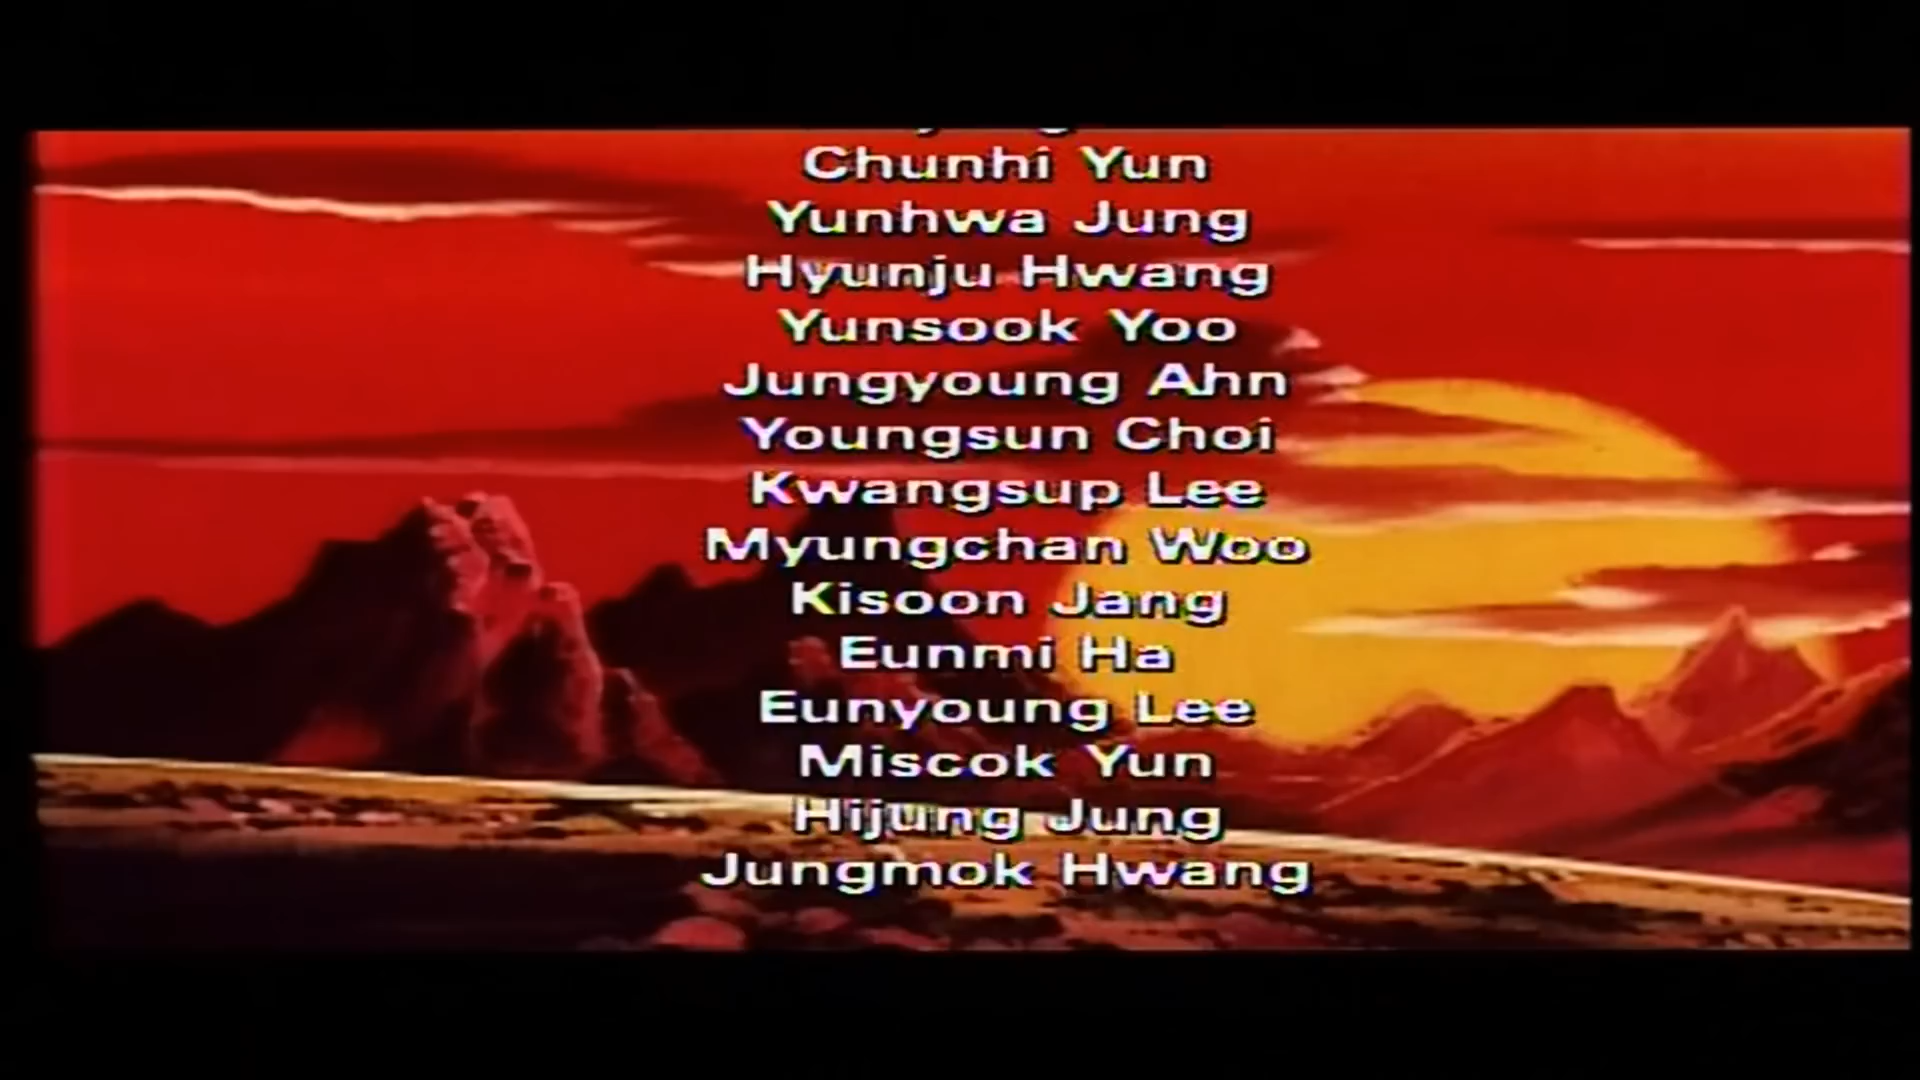 Chunhi Yun
Yunhwa Jung
Hyunju Hwang
Yunsook Yoo
Jungyoung Ahn
Youngsun Choi
Kwangsup Lee
Myungchan Woo
Kisoon Jang
Eunmi Ha
Eunyoung Lee
Miscok Yun
Hijung Jung
Jungmok Hwang